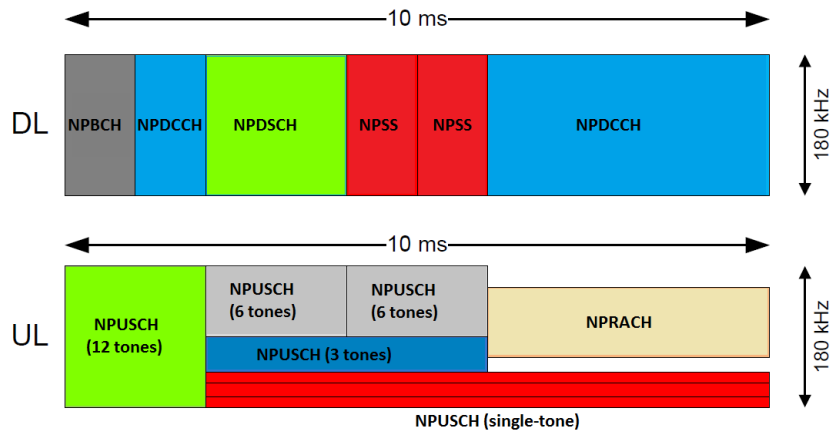 10 ms
DL
NPBCH
NPDCCH
NPDSCH
NPSS
NPSS
NPDCCH
180 kHz
10 ms
UL
NPUSCH
(12 tones)
NPUSCH
(6 tones)
NPUSCH
(6 tones)
NPUSCH (3 tones)
NPRACH
180 kHz
NPUSCH (single-tone)